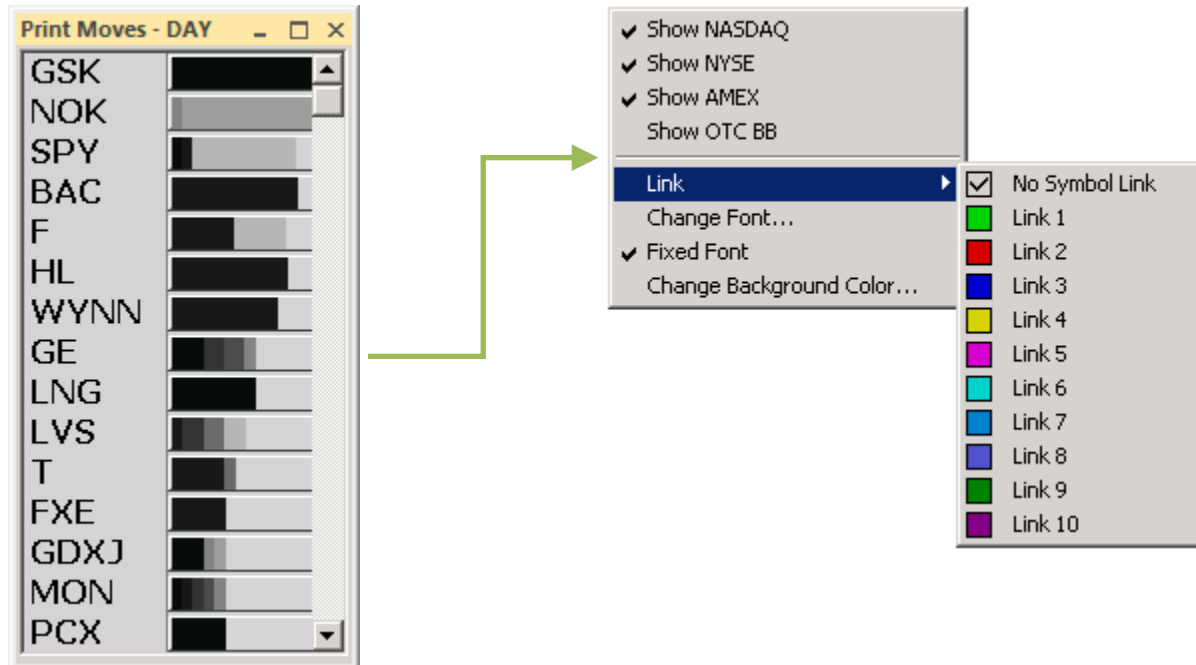 Print Moves - DAY
GSK
NOK
SPY
BAC
F
HL
WYNN
GE
LNG
LVS
T
FXE
GDXJ
MON
PCX
Show NASDAQ
Show NYSE
Show AMEX
Show OTC BB
Link
Change Font...
Fixed Font
Change Background Color...
No Symbol Link
Link 1
Link 2
Link 3
Link 4
Link 5
Link 6
Link 7
Link 8
Link 9
Link 10